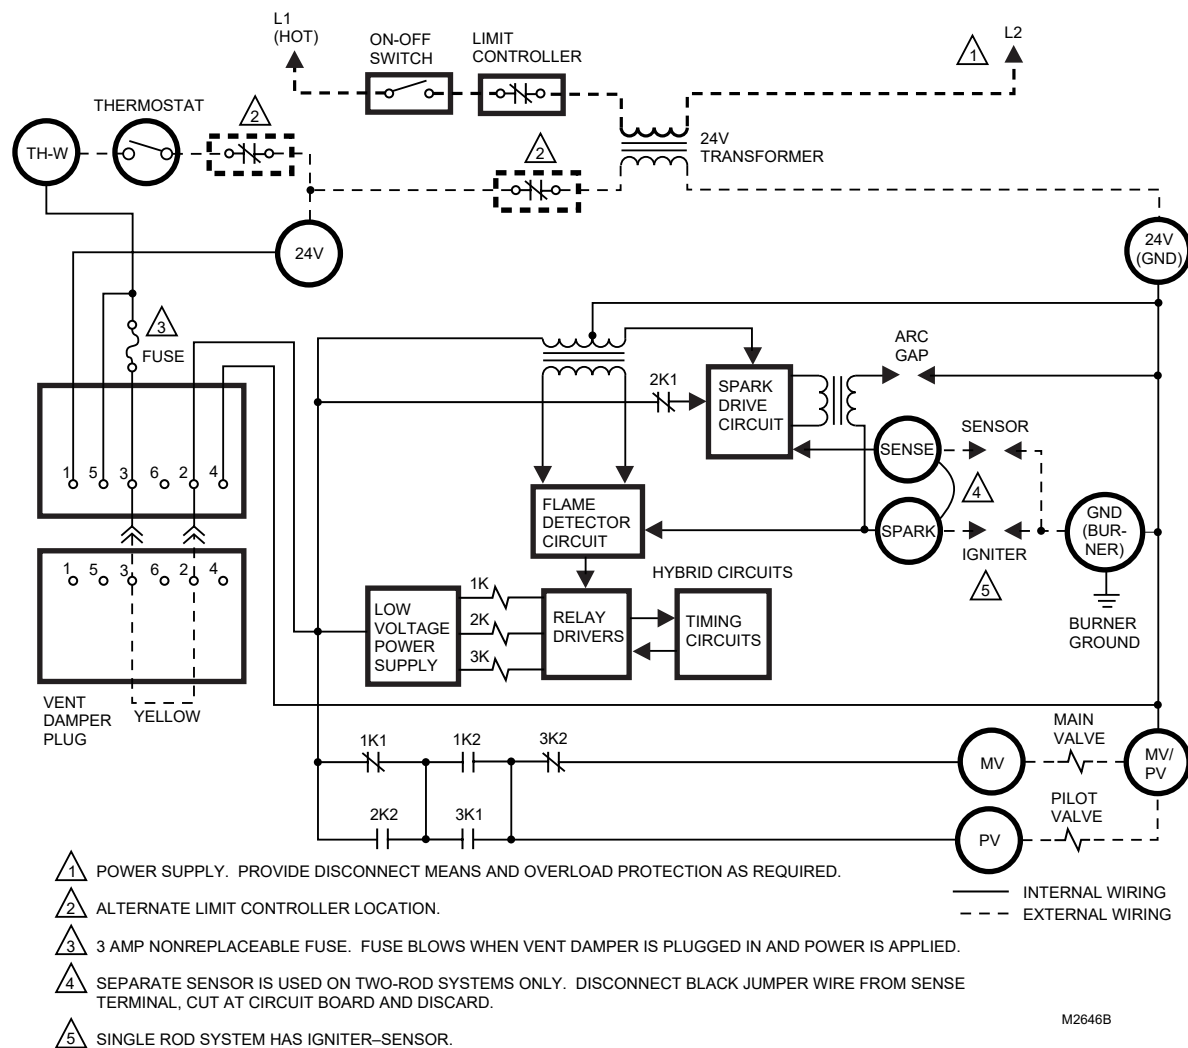 L1
(HOT)
ON-OFF
SWITCH
LIMIT
CONTROLLER
1
L2
THERMOSTAT
2
TH-W
2
24V
TRANSFORMER
24V
24V
(GND)
3
FUSE
ARC
GAP
2K1
SPARK
DRIVE
CIRCUIT
SENSE
SENSOR
4
1 5 3 6 2 4
FLAME
DETECTOR
CIRCUIT
SPARK
IGNITER
5
GND
(BUR-
NER)
BURNER
GROUND
1 5 3 6 2 4
HYBRID CIRCUITS
LOW
VOLTAGE
POWER
SUPPLY
1K
2K
3K
RELAY
DRIVERS
TIMING
CIRCUITS
VENT
DAMPER
PLUG
YELLOW
1K1
1K2
3K2
MV
MAIN
VALVE
MV/
PV
2K2
3K1
PV
PILOT
VALVE
1 POWER SUPPLY. PROVIDE DISCONNECT MEANS AND OVERLOAD PROTECTION AS REQUIRED.
2 ALTERNATE LIMIT CONTROLLER LOCATION.
3 3 AMP NONREPLACEABLE FUSE. FUSE BLOWS WHEN VENT DAMPER IS PLUGGED IN AND POWER IS APPLIED.
4 SEPARATE SENSOR IS USED ON TWO-ROD SYSTEMS ONLY. DISCONNECT BLACK JUMPER WIRE FROM SENSE
TERMINAL, CUT AT CIRCUIT BOARD AND DISCARD.
5 SINGLE ROD SYSTEM HAS IGNITER–SENSOR.
INTERNAL WIRING
EXTERNAL WIRING
M2646B